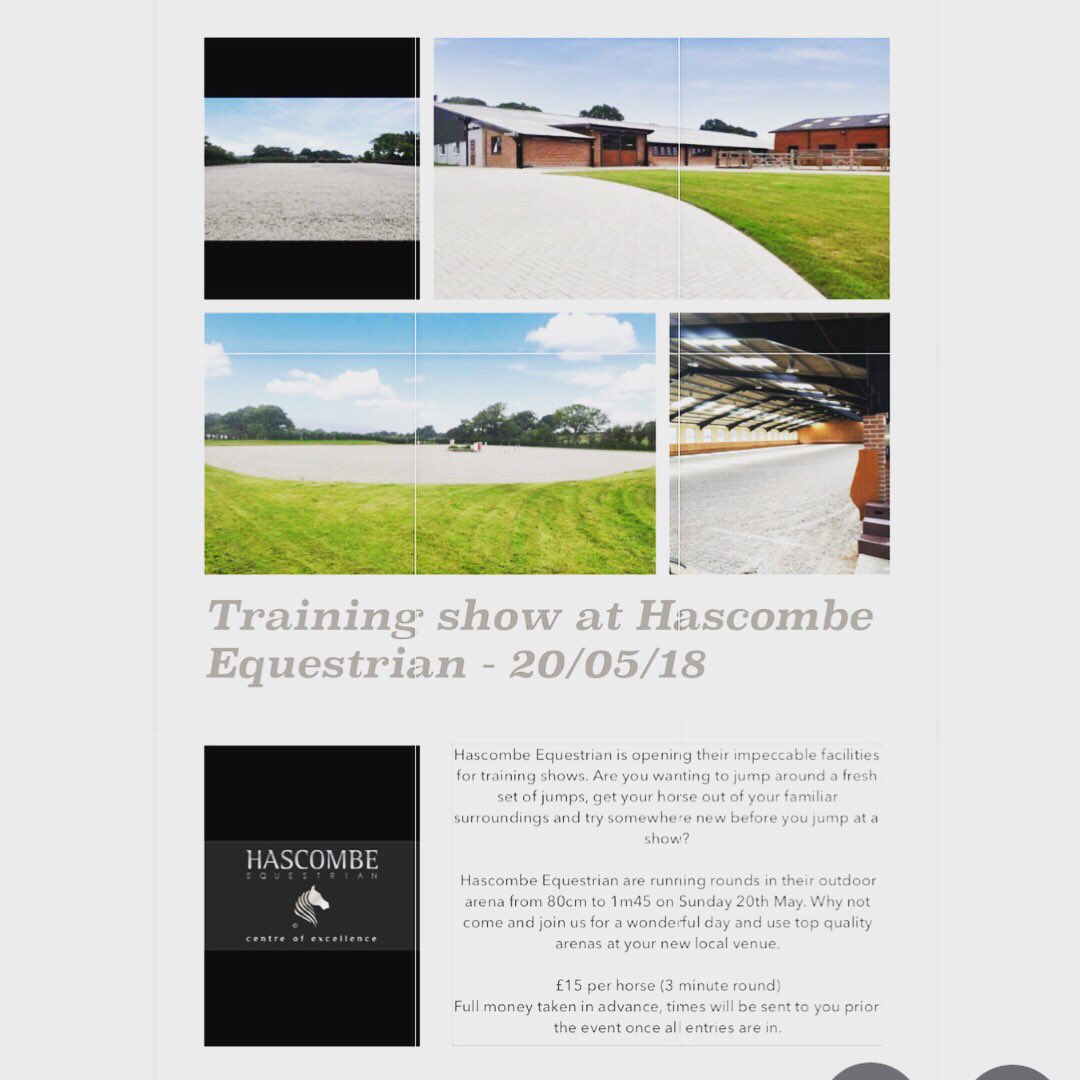 Training show at Hascombe
Equestrian - 20/05/18
HASCOMBE
EQUESTRIAN
©
centre of excellence
Hascombe Equestrian is opening their impeccable facilities
for training shows. Are you wanting to jump around a fresh
set of jumps, get your horse out of your familiar
surroundings and try somewhere new before you jump at a
show?
Hascombe Equestrian are running rounds in their outdoor
arena from 80cm to 1m45 on Sunday 20th May. Why not
come and join us for a wonderful day and use top quality
arenas at your new local venue.
£15 per horse (3 minute round)
Full money taken in advance, times will be sent to you prior
the event once all entries are in.